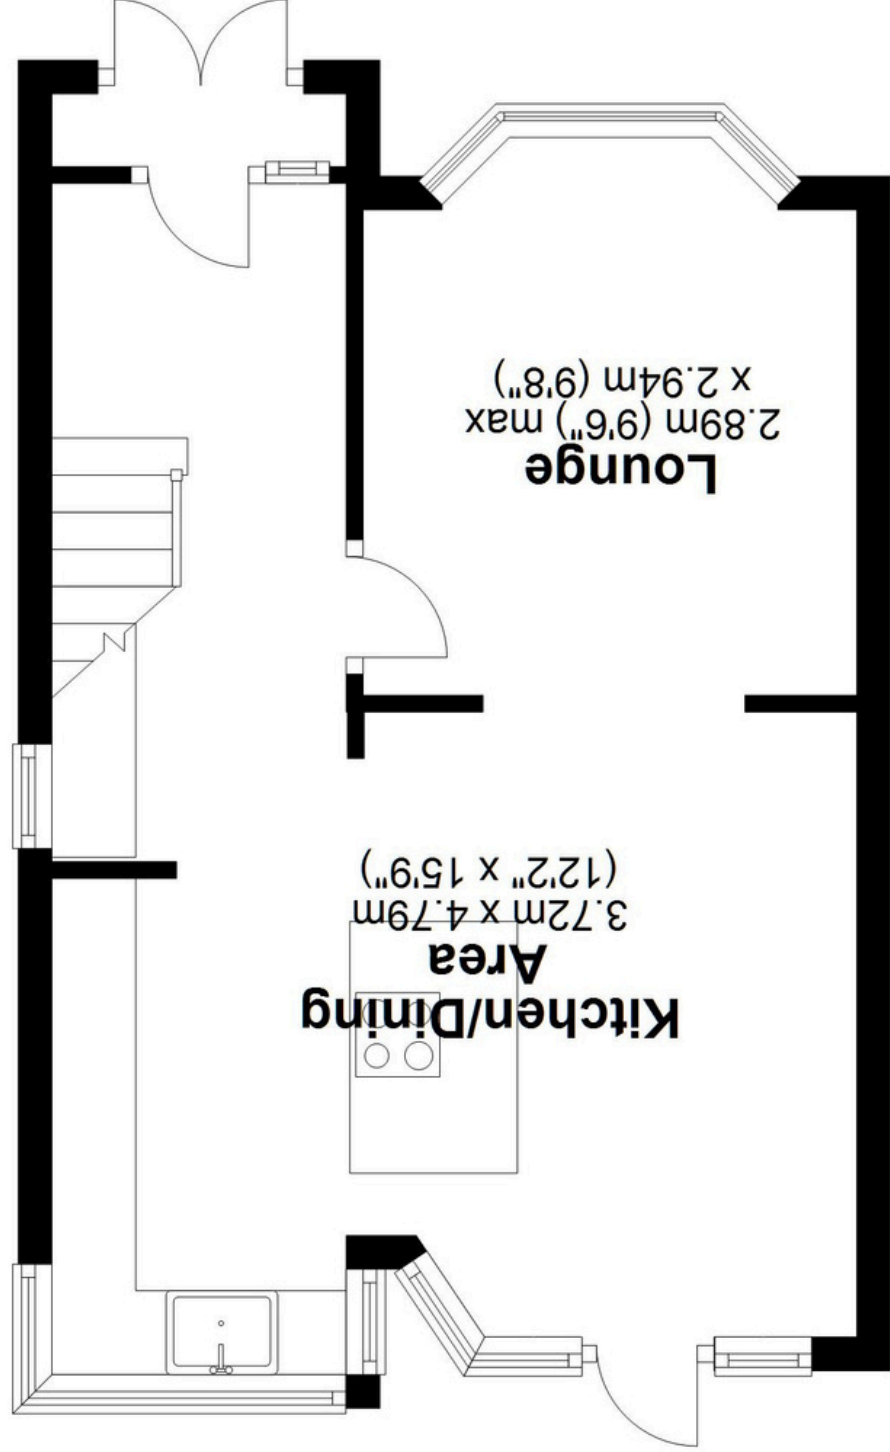 Kitchen/Dining
Area
3.72m x 4.79m
(12'2" x 15'9")
Lounge
2.89m (9'6") max
x 2.94m (9'8")